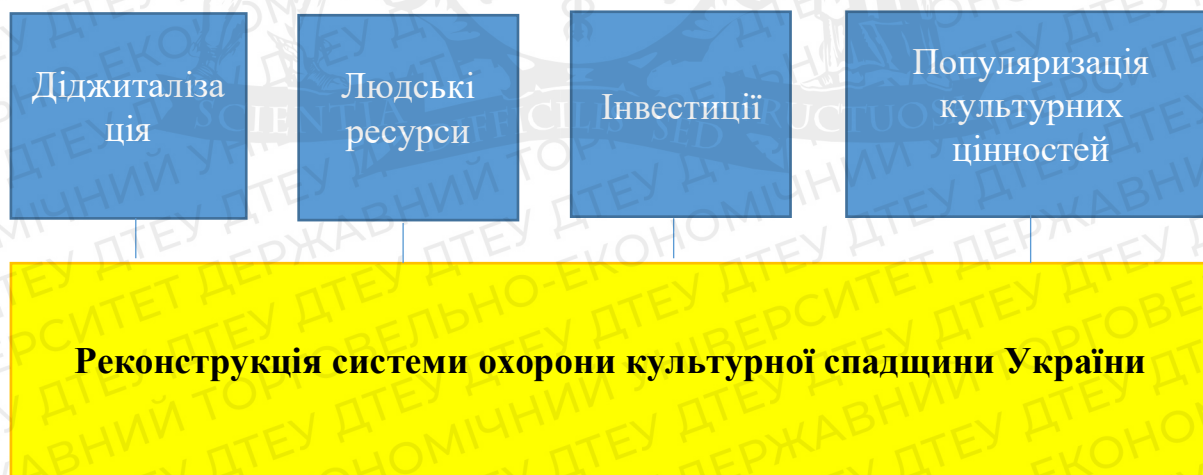 Діджиталіза
ція
Людські
ресурси
Інвестиції
Популяризація
культурних
цінностей
Реконструкція системи охорони культурної спадщини України